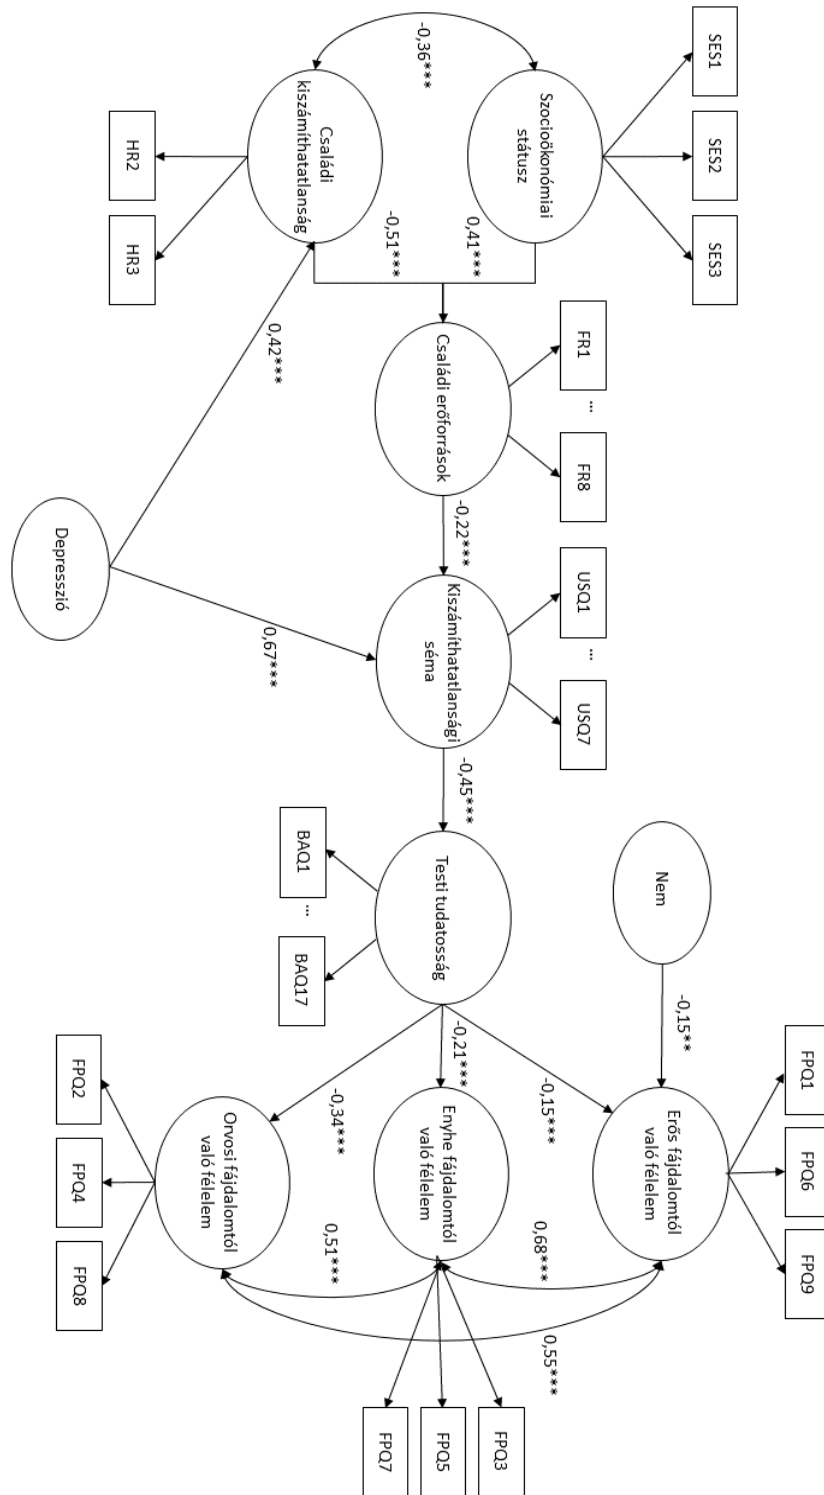 SES1
SES2
SES3
Szocioökonómiai
státusz
-0,36***
Családi
kiszámíthatatlanság
HR2
HR3
0,41***
-0,51***
FR1
...
FR8
Családi erőforrások
0,42***
-0,22***
Depresszió
0,67***
USQ1
...
USQ7
Kiszámíthatatlansági
séma
-0,45***
Testi tudatosság
BAQ1
...
BAQ17
Nem
-0,15**
-0,15***
-0,21***
-0,34***
FPQ1
FPQ6
FPQ9
Erős fájdalomtól
való félelem
Enyhe fájdalomtól
való félelem
Orvosi fájdalomtól
való félelem
FPQ2
FPQ4
FPQ8
0,68***
0,51***
0,55***
FPQ3
FPQ5
FPQ7